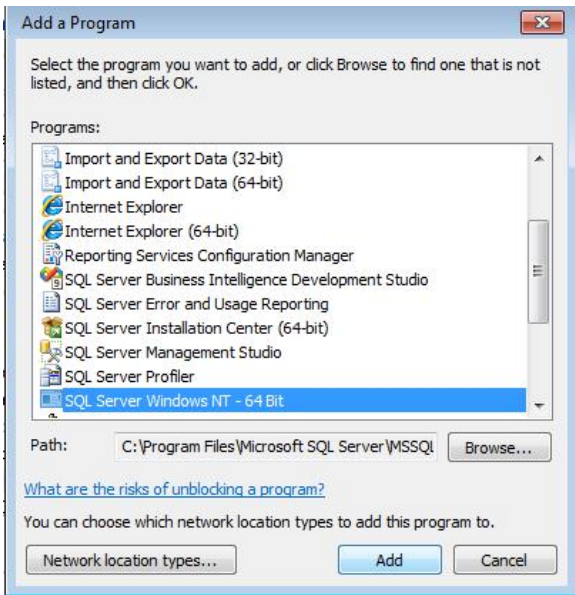 Add a Program
Select the program you want to add, or click Browse to find one that is not
listed, and then click OK.
Programs:
Import and Export Data (32-bit)
Import and Export Data (64-bit)
Internet Explorer
Internet Explorer (64-bit)
Reporting Services Configuration Manager
SQL Server Business Intelligence Development Studio
SQL Server Error and Usage Reporting
SQL Server Installation Center (64-bit)
SQL Server Management Studio
SQL Server Profiler
SQL Server Windows NT - 64 Bit
Path: C:\Program Files\Microsoft SQL Server\MSSQL Browse...
What are the risks of unblocking a program?
You can choose which network location types to add this program to.
Network location types... Add Cancel